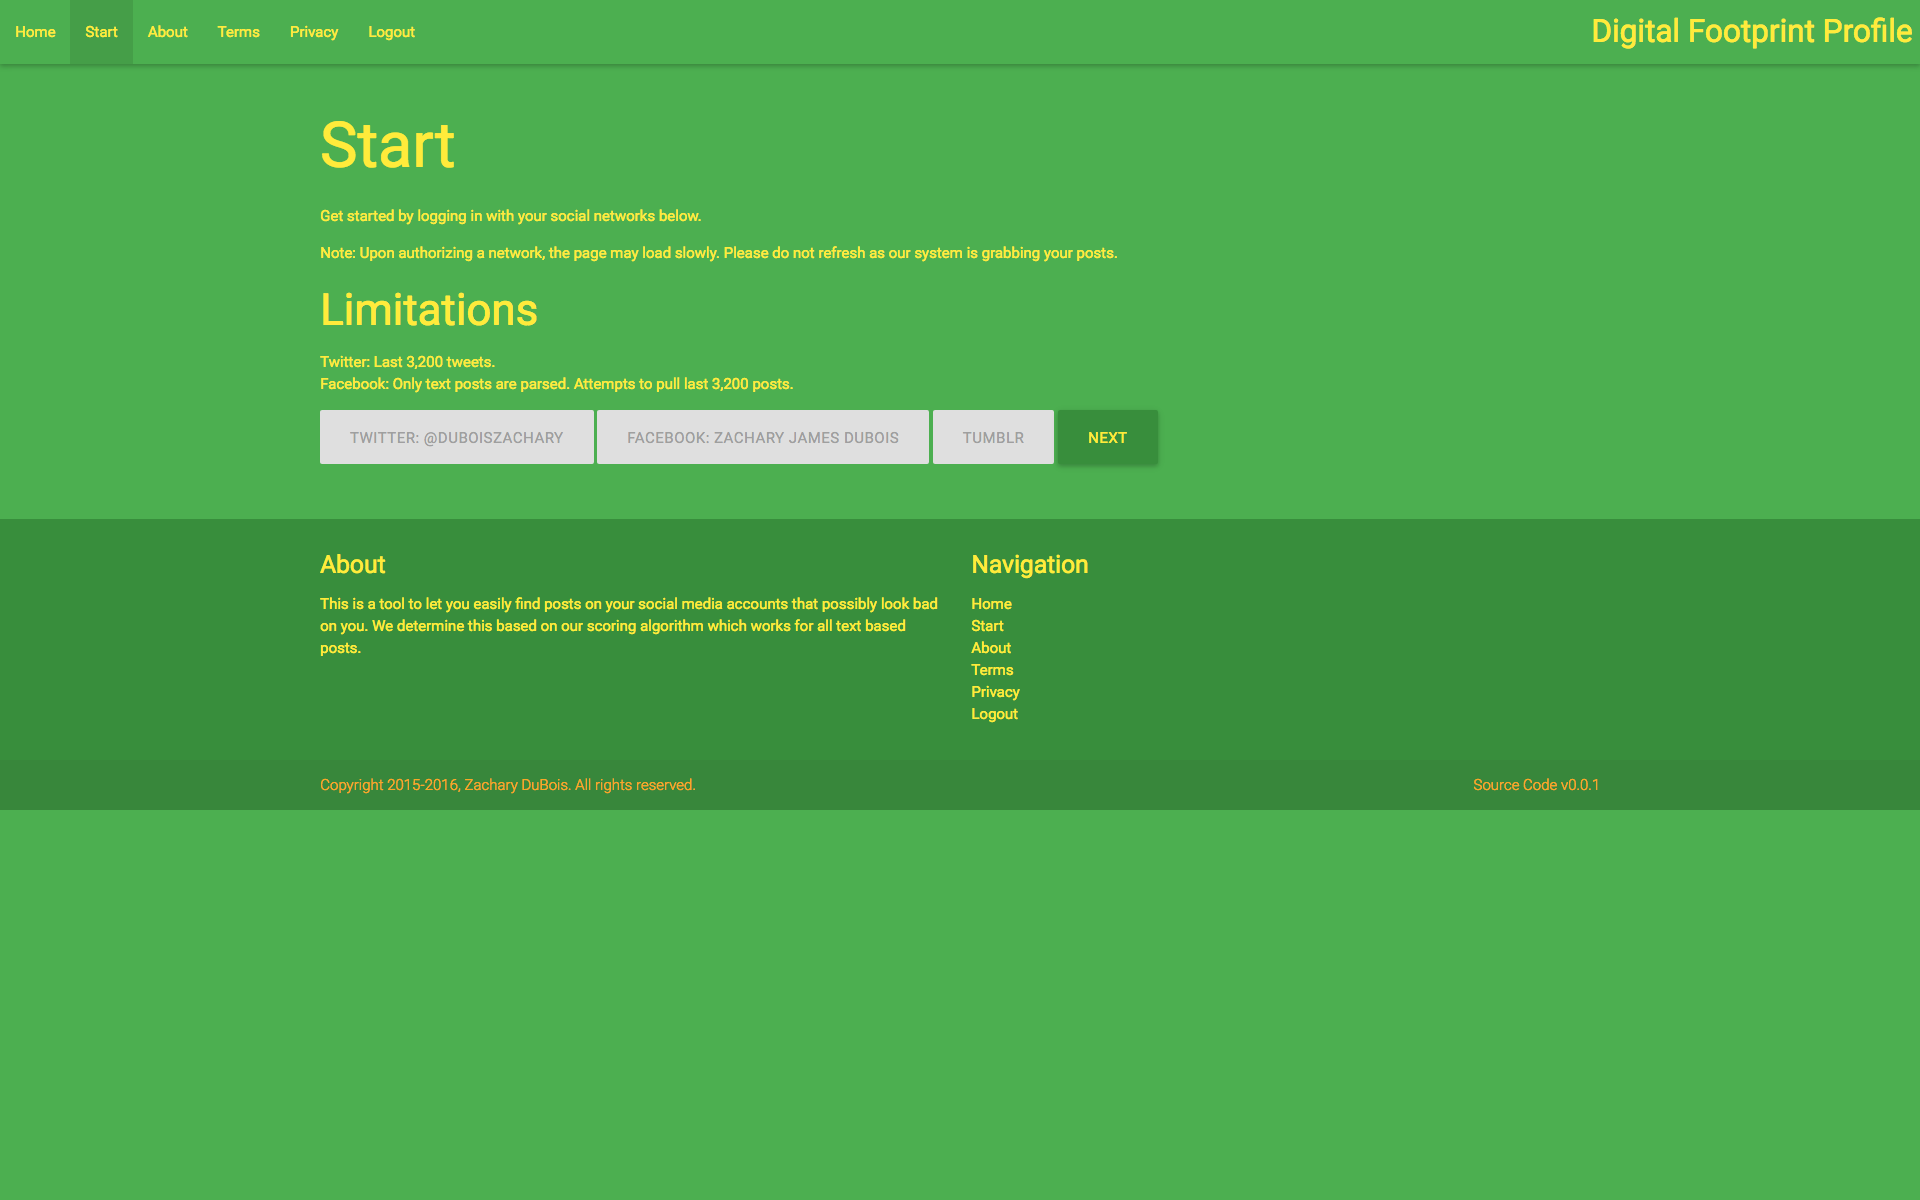 Home Start About Terms Privacy Logout Digital Footprint Profile
Start
Get started by logging in with your social networks below.
Note: Upon authorizing a network, the page may load slowly. Please do not refresh as our system is grabbing your posts.
Limitations
Twitter: Last 3,200 tweets.
Facebook: Only text posts are parsed. Attempts to pull last 3,200 posts.
TWITTER: @DUBOISZACHARY FACEBOOK: ZACHARY JAMES DUBOIS TUMBLR NEXT
About
This is a tool to let you easily find posts on your social media accounts that possibly look bad
on you. We determine this based on our scoring algorithm which works for all text based
posts.
Navigation
Home
Start
About
Terms
Privacy
Logout
Copyright 2015-2016, Zachary DuBois. All rights reserved. Source Code v0.0.1